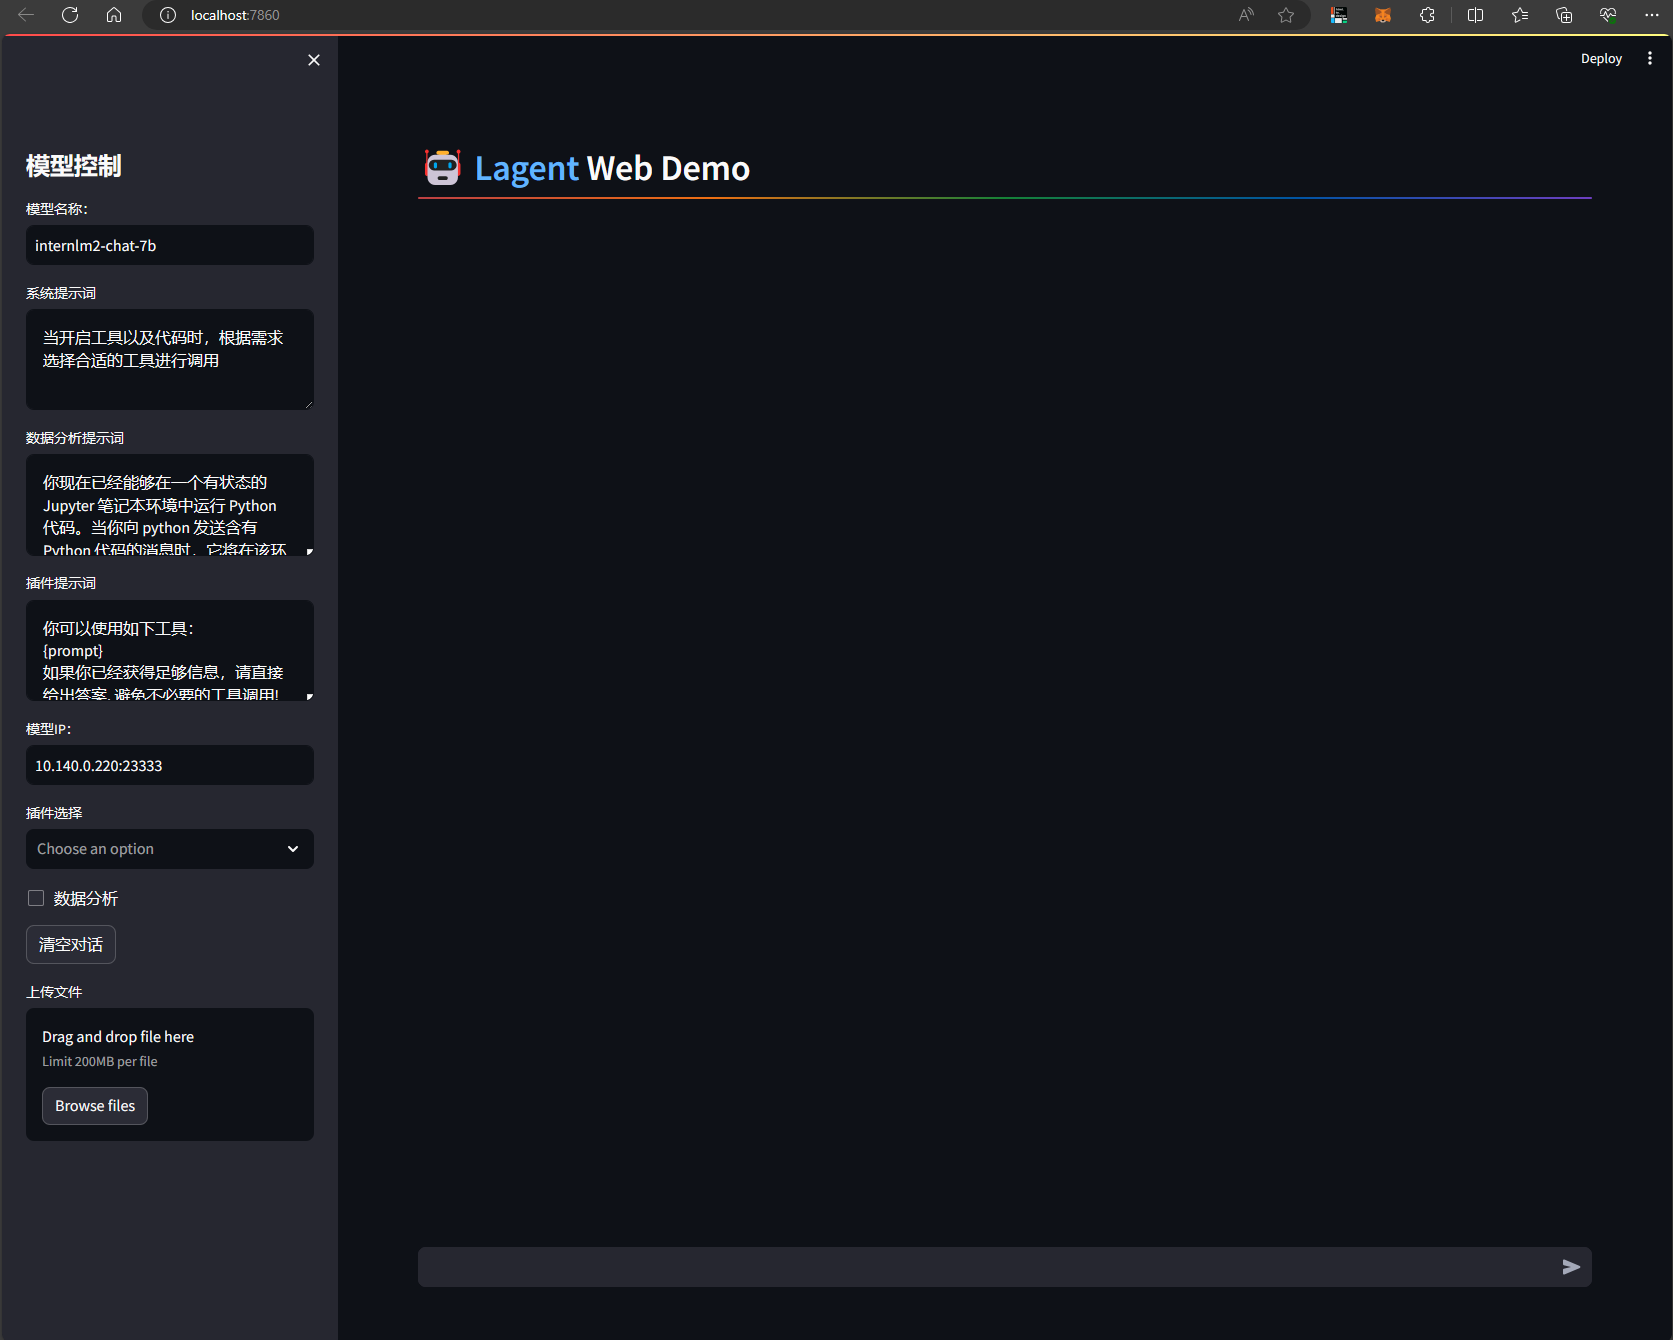 localhost:7860
Deploy
模型控制
模型名称：
internlm2-chat-7b
系统提示词
当开启工具以及代码时，根据需求
选择合适的工具进行调用
数据分析提示词
你现在已经能够在一个有状态的
Jupyter 笔记本环境中运行 Python
代码。当你向 python 发送含有
Python 代码的消息时，它将在该环
插件提示词
你可以使用如下工具：
{prompt}
如果你已经获得足够信息，请直接
给出答案. 避免不必要的工具调用!
模型IP：
10.140.0.220:23333
插件选择
Choose an option
数据分析
清空对话
上传文件
Drag and drop file here
Limit 200MB per file
Browse files
Lagent Web Demo